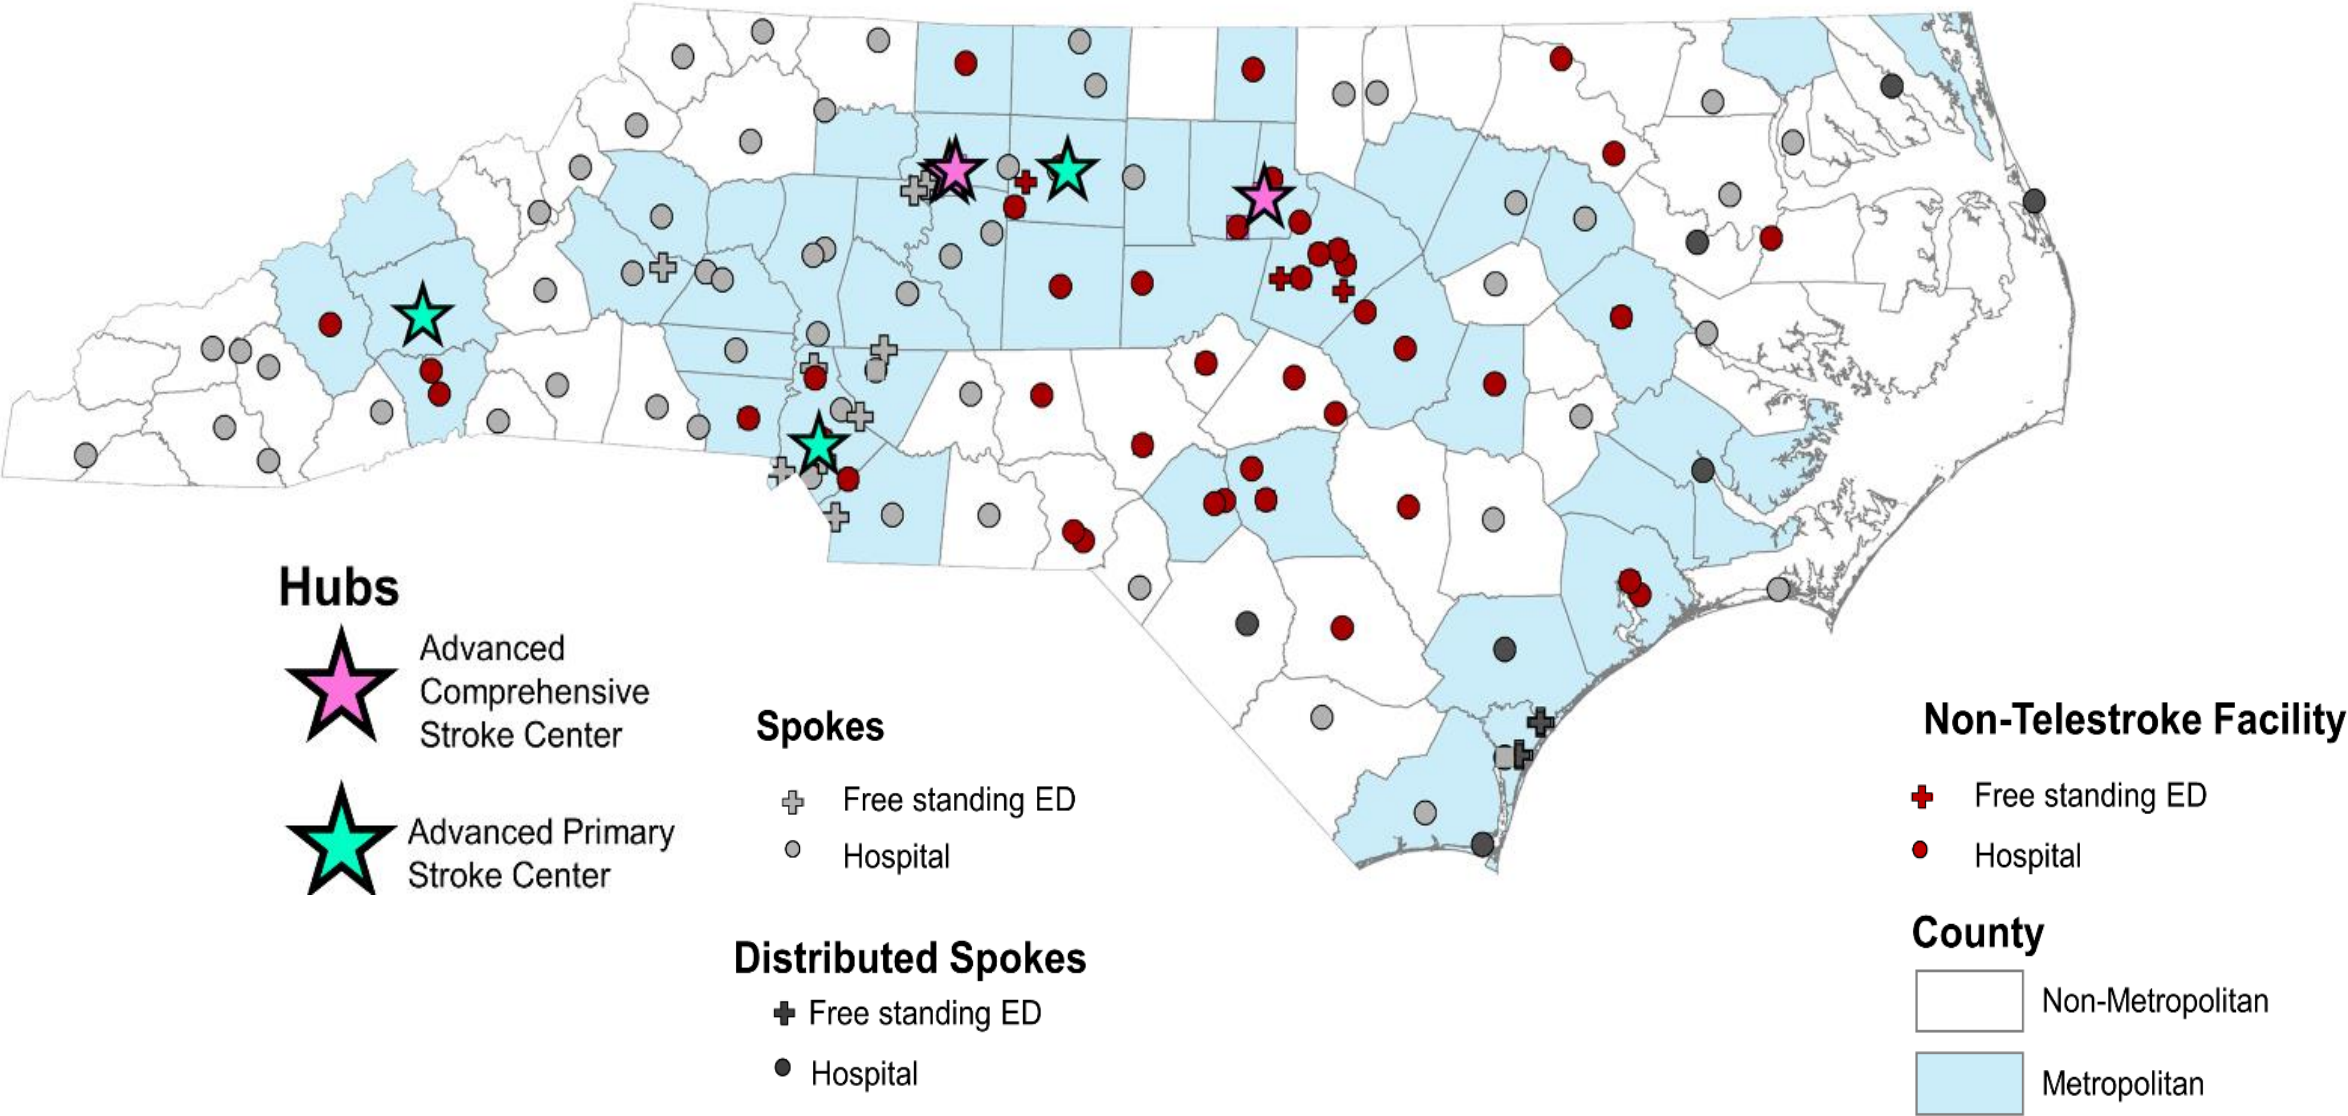 Hubs
Advanced
Comprehensive
Stroke Center
Advanced Primary
Stroke Center
Spokes
Free standing ED
Hospital
Distributed Spokes
Free standing ED
Hospital
Non-Telestroke Facility
Free standing ED
Hospital
County
Non-Metropolitan
Metropolitan